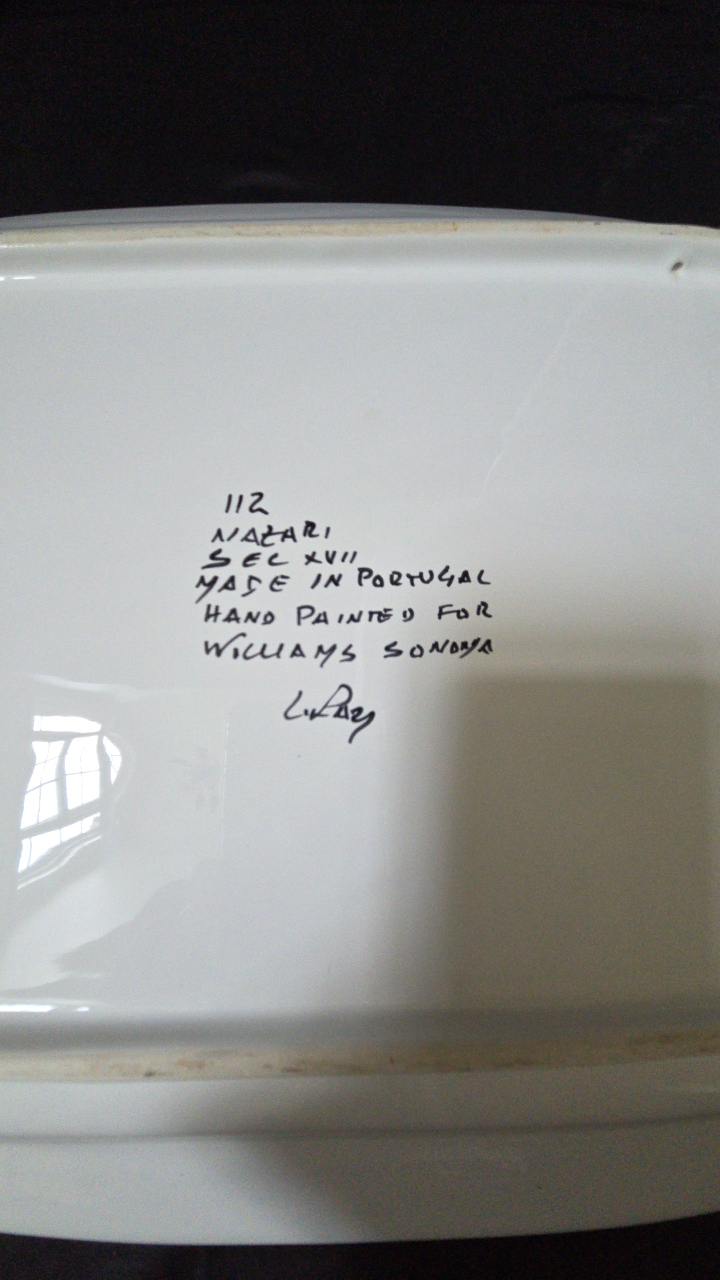 112
NAZARI
SEC XVII
MADE IN PORTUGAL
HAND PAINTED FOR
WILLIAMS SONOMA